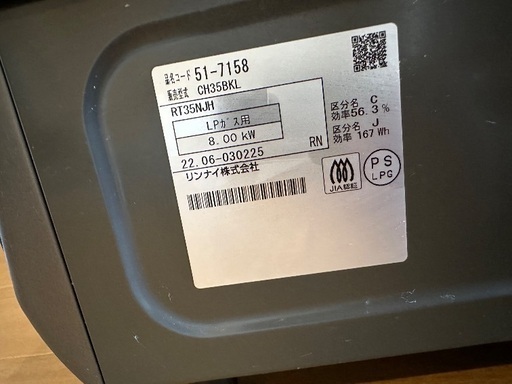 品名コード 51-7158
販売型式 CH35BKL
RT35NJH
LPガス用
8.00 kW
22.06-030225
RN
リンナイ株式会社
区分名 C
効率56.3 %
区分名 J
効率 167 Wh
JIA認証
PS
LPG